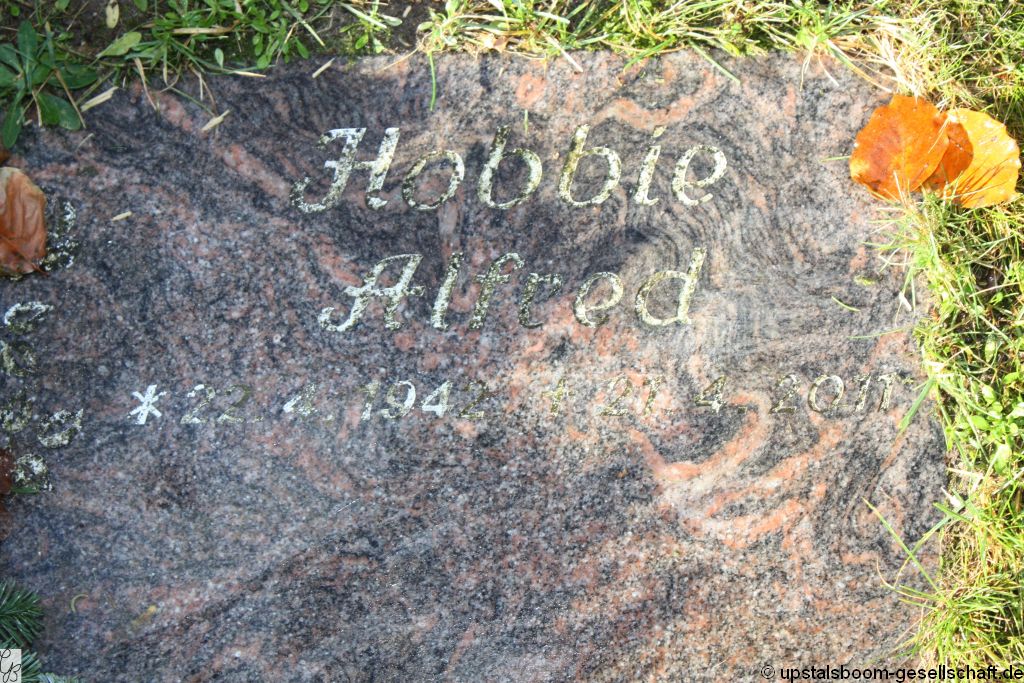 Hobbie
Alfred
* 22. 4. 1942 † 21. 4. 2011
© upstalsboom-gesellschaft.de